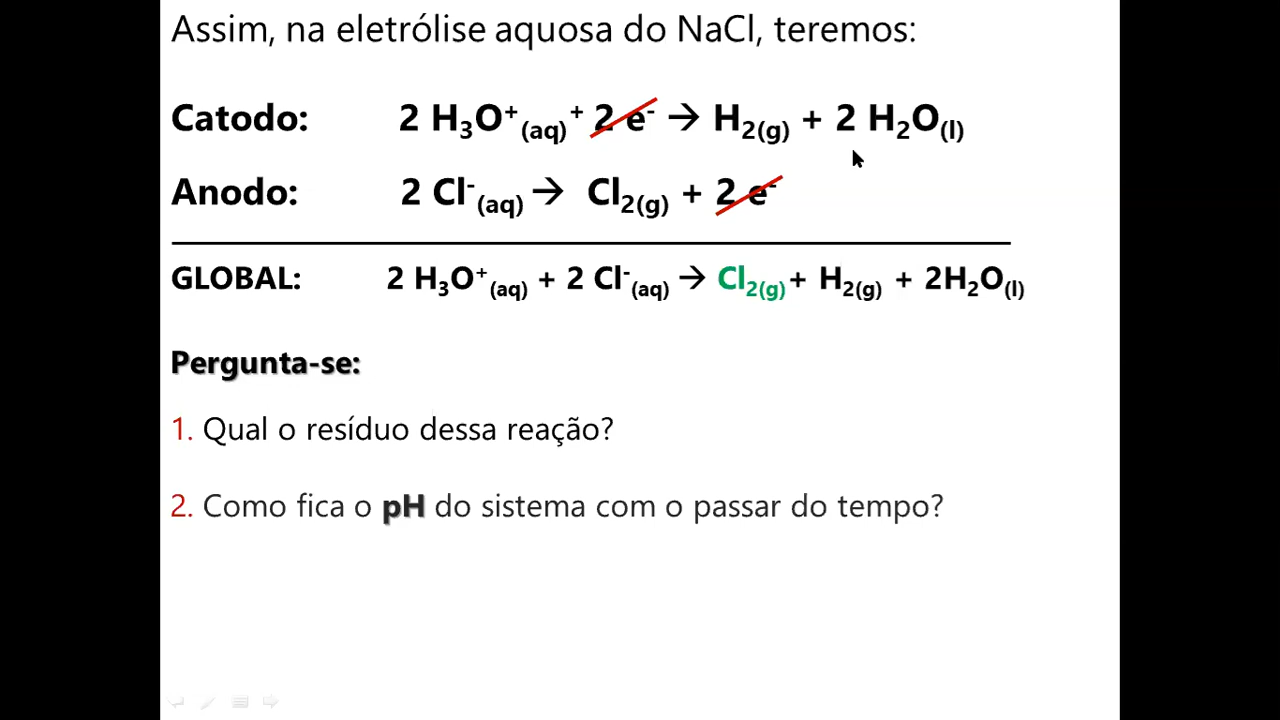 Assim, na eletrólise aquosa do NaCl, teremos:
Catodo: 2 H₃O⁺(aq) + 2 e⁻ → H₂(g) + 2 H₂O(l)
Anodo: 2 Cl⁻(aq) → Cl₂(g) + 2 e⁻
GLOBAL: 2 H₃O⁺(aq) + 2 Cl⁻(aq) → Cl₂(g) + H₂(g) + 2H₂O(l)
Pergunta-se:
1. Qual o resíduo dessa reação?
2. Como fica o pH do sistema com o passar do tempo?